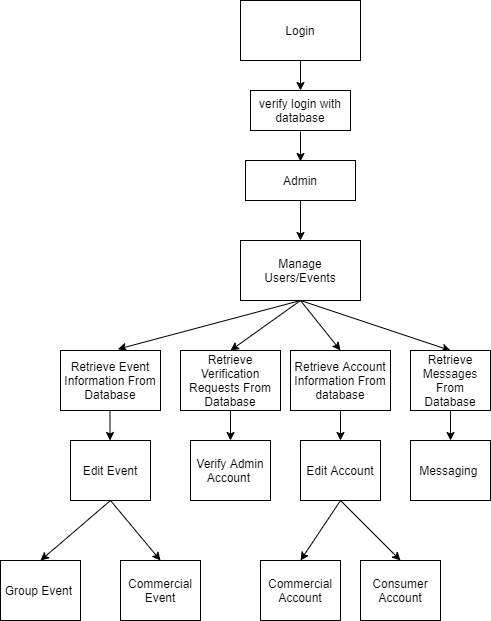 Login
verify login with
database
Admin
Manage
Users/Events
Retrieve Event
Information From
Database
Retrieve
Verification
Requests From
Database
Retrieve Account
Information From
database
Retrieve
Messages
From
Database
Edit Event
Verify Admin
Account
Edit Account
Messaging
Group Event
Commercial
Event
Commercial
Account
Consumer
Account